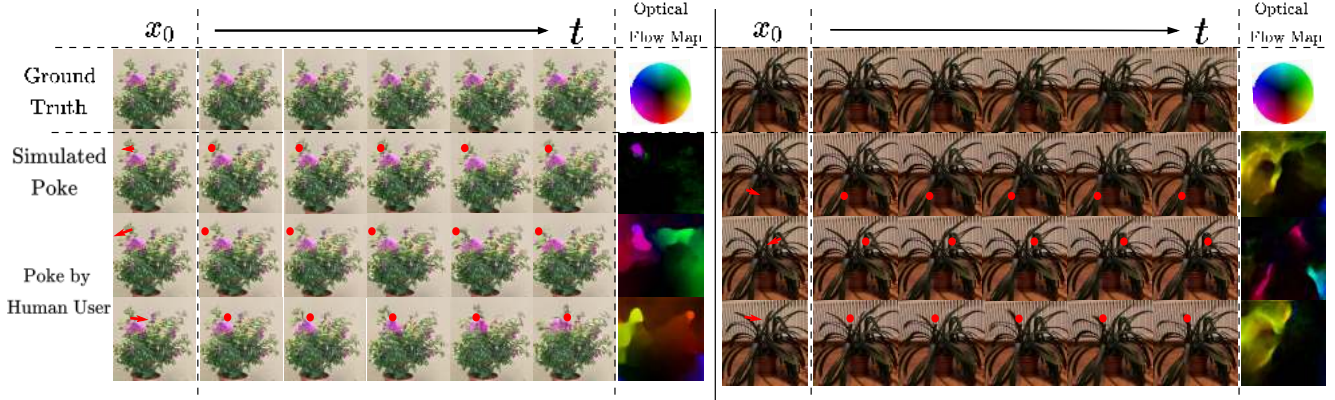 x₀
t
Optical
Flow Map
x₀
t
Optical
Flow Map
Ground
Truth
Simulated
Poke
Poke by
Human User